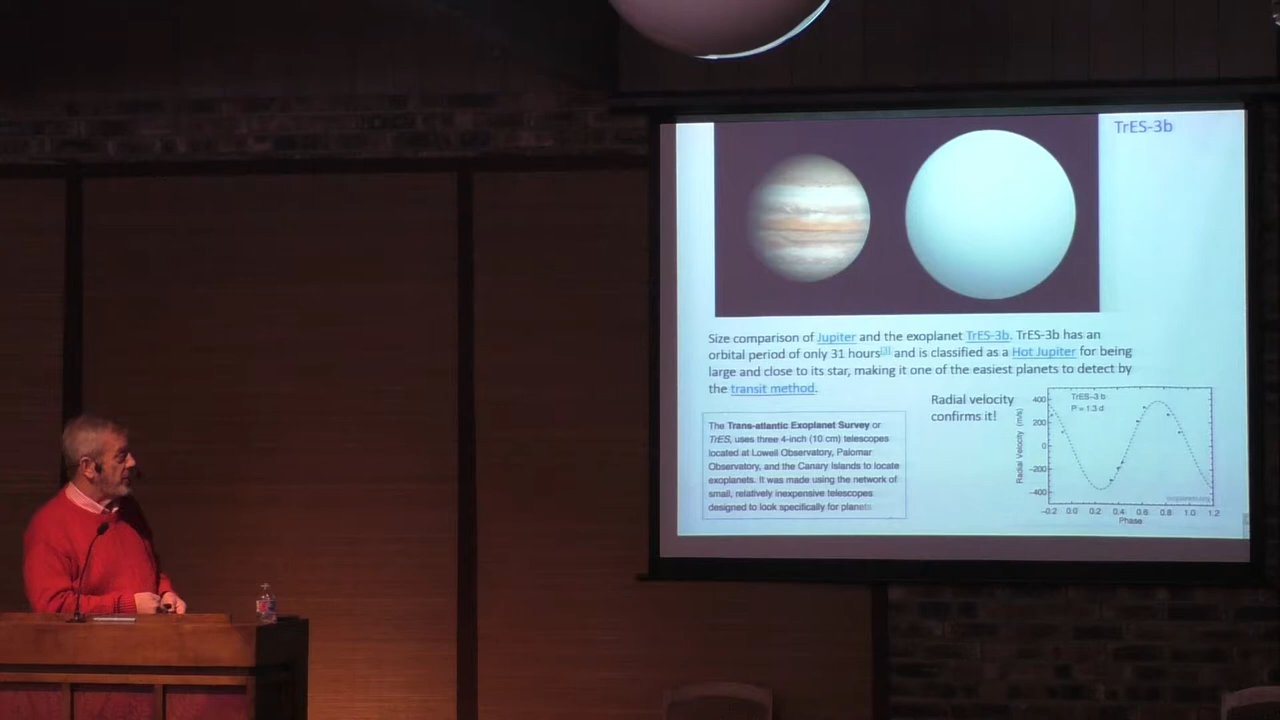 TrES-3b
Size comparison of Jupiter and the exoplanet TrES-3b. TrES-3b has an
orbital period of only 31 hours[3] and is classified as a Hot Jupiter for being
large and close to its star, making it one of the easiest planets to detect by
the transit method.
Radial velocity
confirms it!
The Trans-atlantic Exoplanet Survey or
TrES, uses three 4-inch (10 cm) telescopes
located at Lowell Observatory, Palomar
Observatory, and the Canary Islands to locate
exoplanets. It was made using the network of
small, relatively inexpensive telescopes
designed to look specifically for planets
TrES-3 b
P = 1.3 d
Radial Velocity (m/s)
400
200
0
-200
-400
-0.2 0.0 0.2 0.4 0.6 0.8 1.0 1.2
Phase